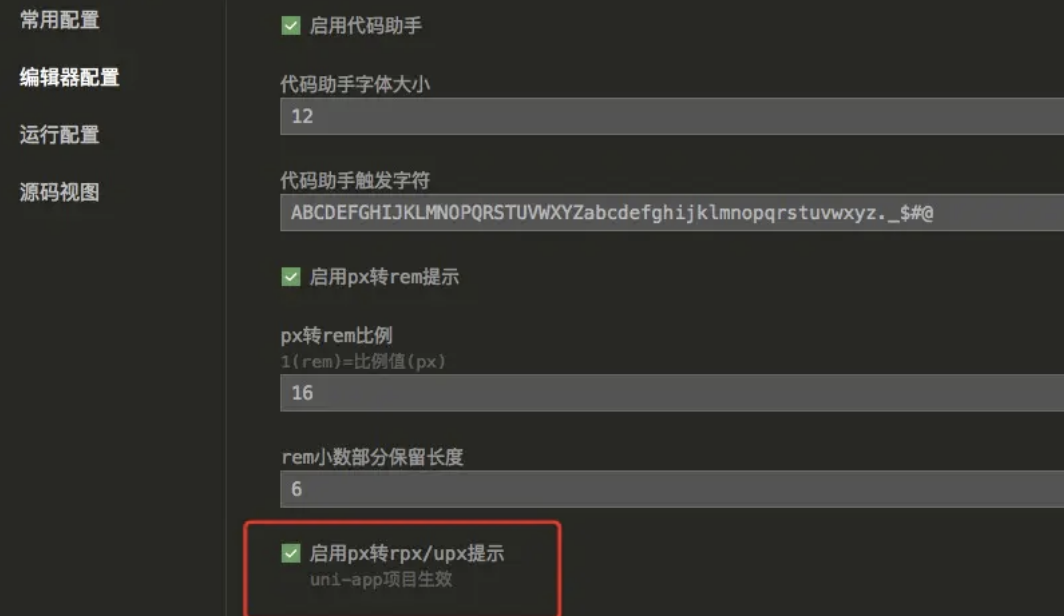 常用配置
编辑器配置
运行配置
源码视图
启用代码助手
代码助手字体大小
12
代码助手触发字符
ABCDEFGHIJKLMNOPQRSTUVWXYZabcdefghijklmnopqrstuvwxyz._$#@
启用px转rem提示
px转rem比例
1(rem)=比例值(px)
16
rem小数部分保留长度
6
启用px转rpx/upx提示
uni-app项目生效